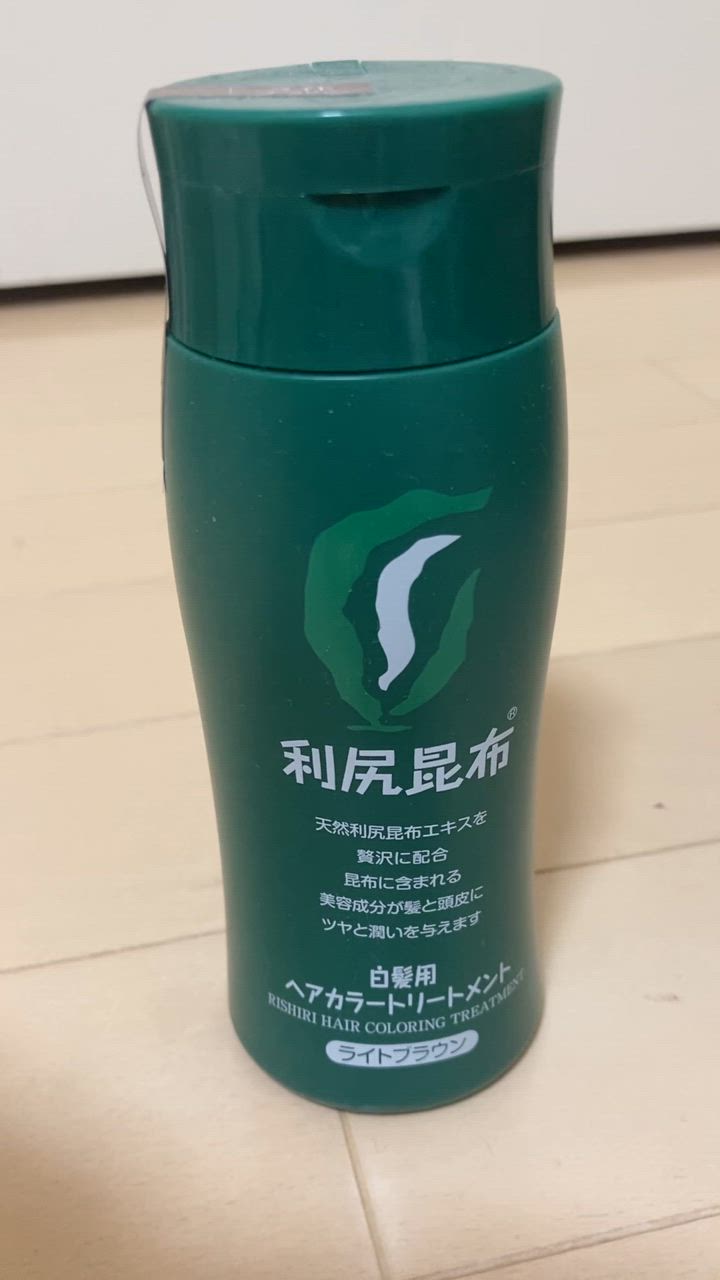 利尻昆布®
天然利尻昆布エキスを
贅沢に配合
昆布に含まれる
美容成分が髪と頭皮に
ツヤと潤いを与えます
白髪用
ヘアカラートリートメント
RISHIRI HAIR COLORING TREATMENT
ライトブラウン